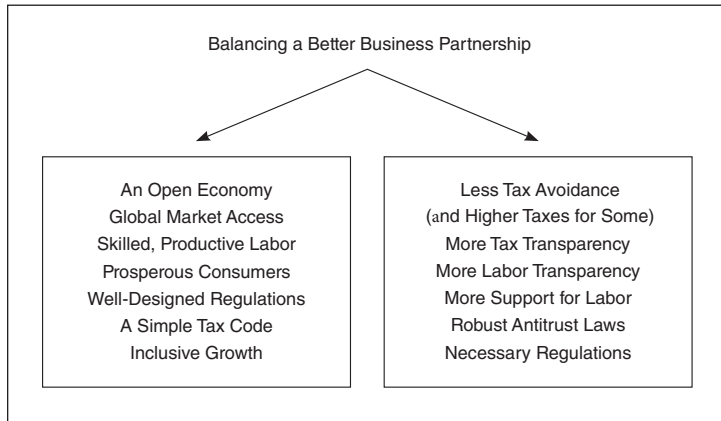 Balancing a Better Business Partnership
An Open Economy
Global Market Access
Skilled, Productive Labor
Prosperous Consumers
Well-Designed Regulations
A Simple Tax Code
Inclusive Growth
Less Tax Avoidance
(and Higher Taxes for Some)
More Tax Transparency
More Labor Transparency
More Support for Labor
Robust Antitrust Laws
Necessary Regulations